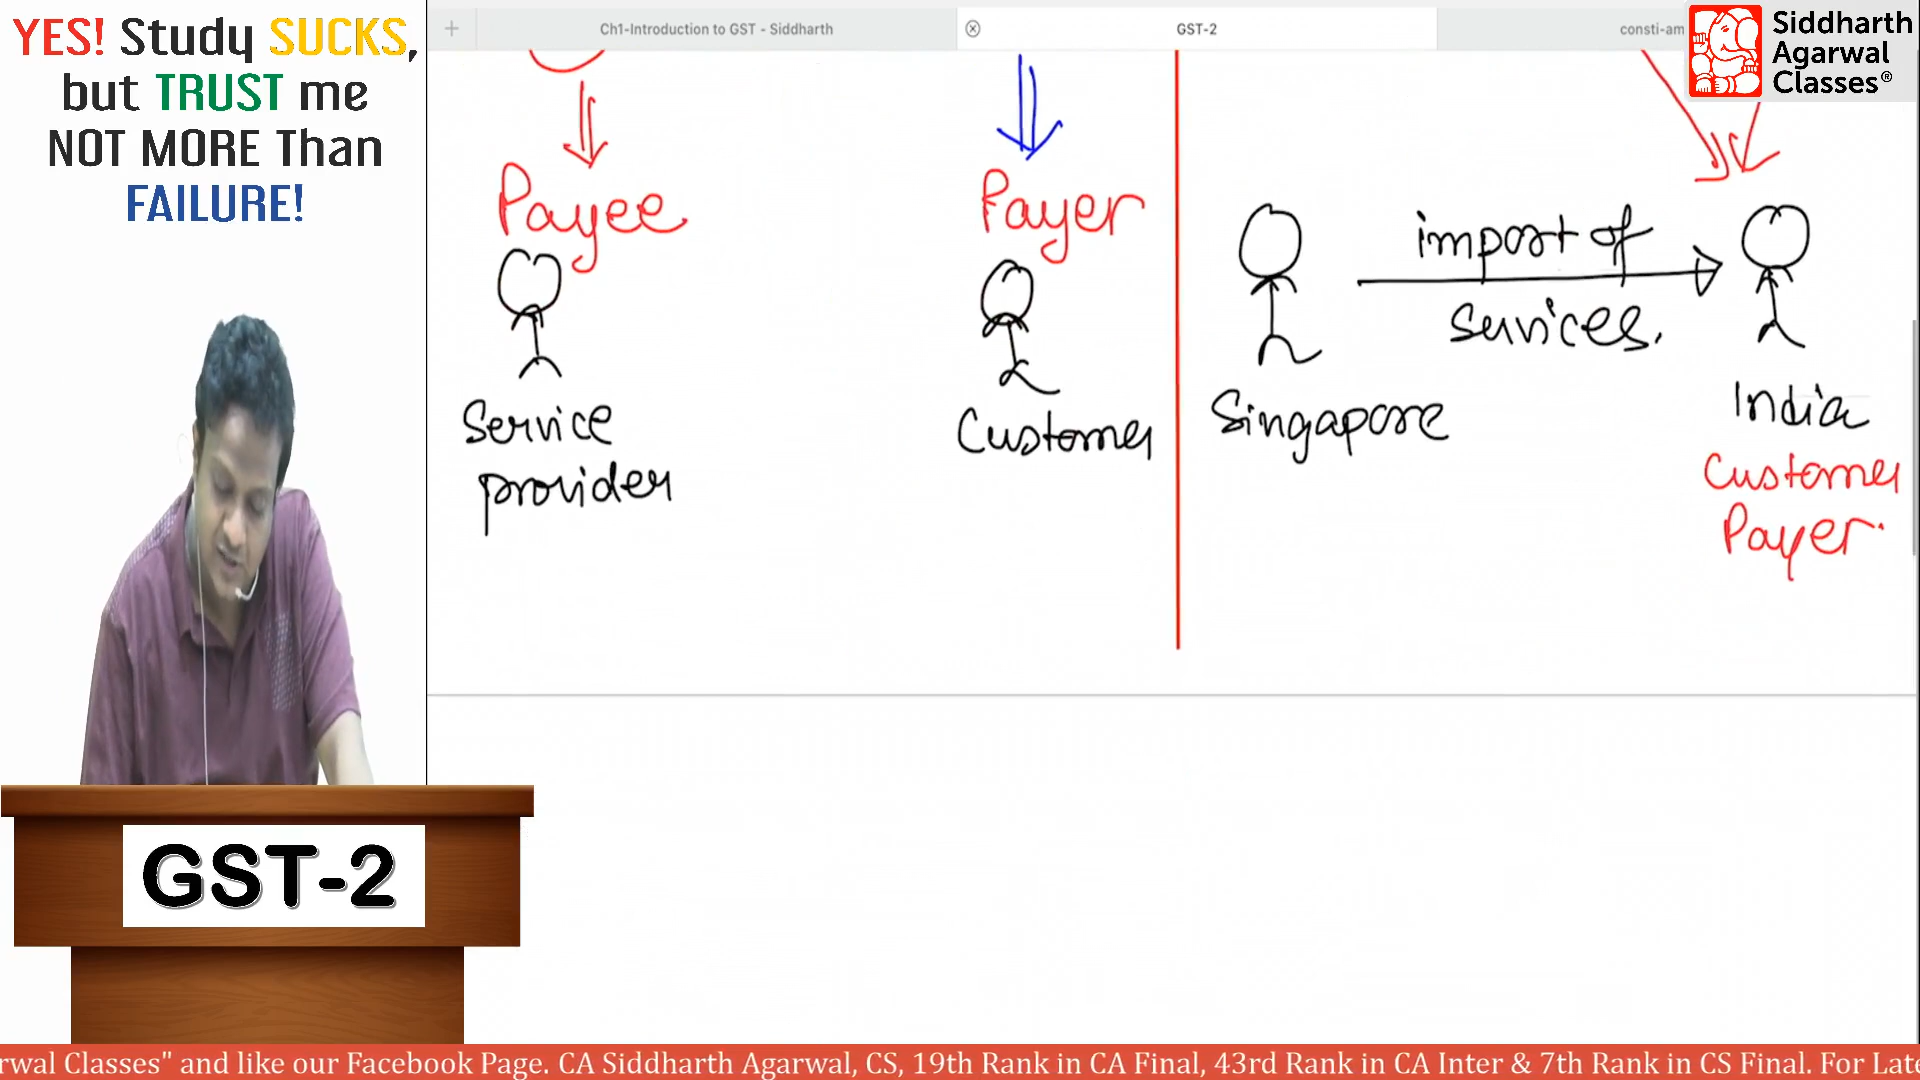 YES! Study SUCKS,
but TRUST me
NOT MORE Than
FAILURE!
Ch1-Introduction to GST - Siddharth
GST-2
consti-am
Siddharth
Agarwal
Classes®
Payee
Payer
import of
services.
Service
provider
Customer
Singapore
India
Customer
Payer.
GST-2
rwal Classes" and like our Facebook Page. CA Siddharth Agarwal, CS, 19th Rank in CA Final, 43rd Rank in CA Inter & 7th Rank in CS Final. For Late